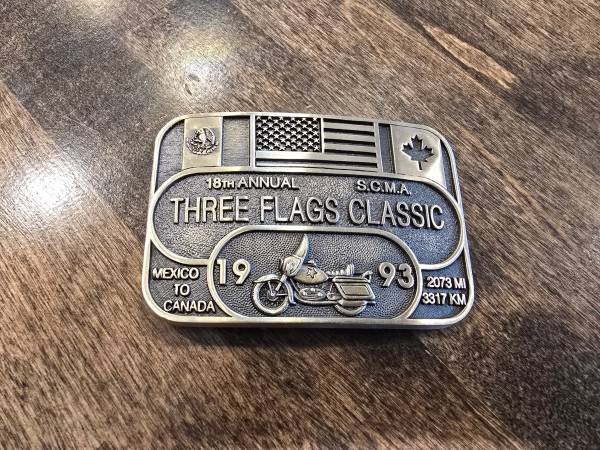 18TH ANNUAL S.C.M.A.
THREE FLAGS CLASSIC
MEXICO
TO
CANADA
19 93
2073 MI
3317 KM